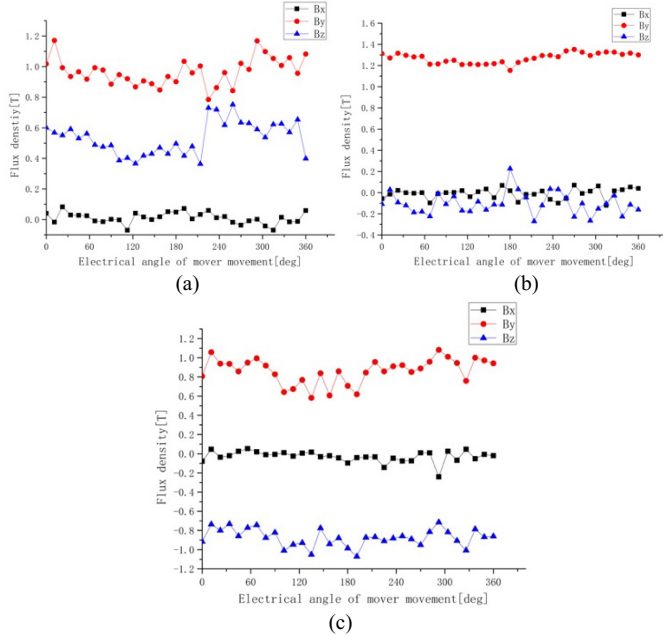 Bx
By
Bz
1.2
1.0
0.8
0.6
0.4
0.2
0.0
Flux denstiy[T]
0 60 120 180 240 300 360
Electrical angle of mover movement[deg]
(a)
Bx
By
Bz
1.6
1.4
1.2
1.0
0.8
0.6
0.4
0.2
0.0
-0.2
-0.4
Flux density[T]
0 60 120 180 240 300 360
Electrical angle of mover movement[deg]
(b)
Bx
By
Bz
1.2
1.0
0.8
0.6
0.4
0.2
0.0
-0.2
-0.4
-0.6
-0.8
-1.0
-1.2
Flux density[T]
0 60 120 180 240 300 360
Electrical angle of mover movement[deg]
(c)